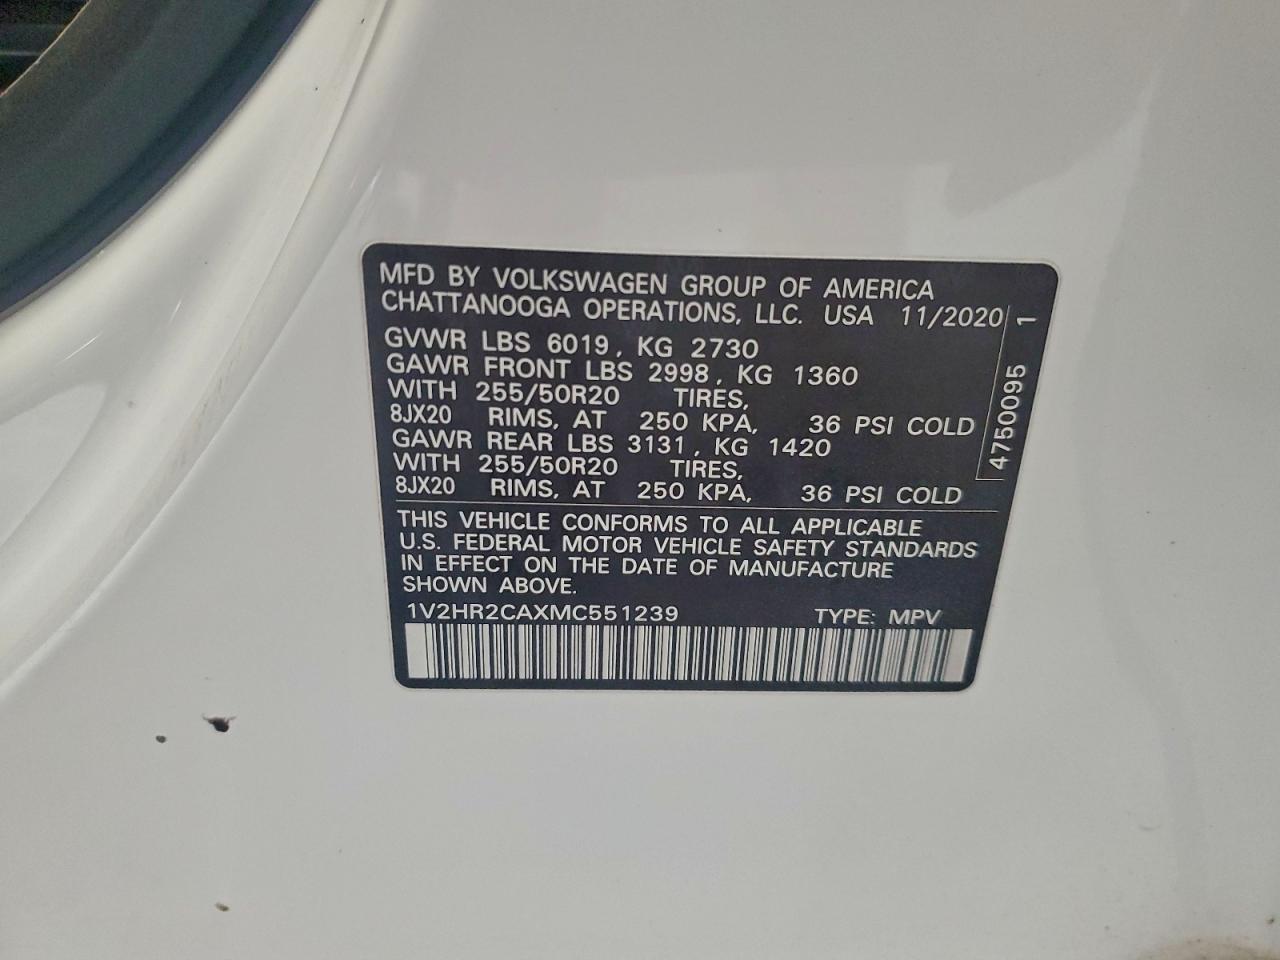 MFD BY VOLKSWAGEN GROUP OF AMERICA
CHATTANOOGA OPERATIONS, LLC. USA 11/2020
GVWR LBS 6019, KG 2730
GAWR FRONT LBS 2998, KG 1360
WITH 255/50R20 TIRES,
8JX20 RIMS, AT 250 KPA, 36 PSI COLD
GAWR REAR LBS 3131, KG 1420
WITH 255/50R20 TIRES,
8JX20 RIMS, AT 250 KPA, 36 PSI COLD
4750095 1
THIS VEHICLE CONFORMS TO ALL APPLICABLE
U.S. FEDERAL MOTOR VEHICLE SAFETY STANDARDS
IN EFFECT ON THE DATE OF MANUFACTURE
SHOWN ABOVE.
1V2HR2CAXMC551239 TYPE: MPV